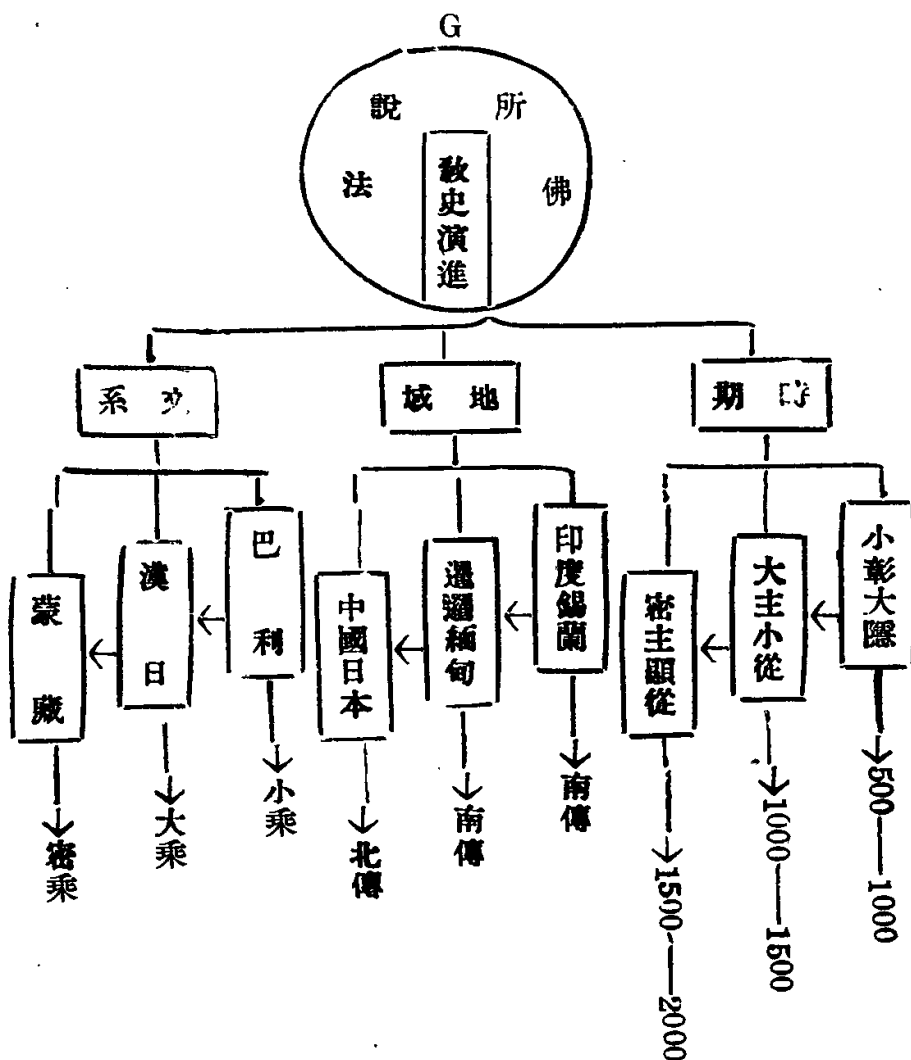 G
佛所說法
教史演進
時期
地域
文系
小彰大隱
大主小從
密主顯從
印度錫蘭
暹邏緬甸
中國日本
巴利
漢日
蒙藏
500—1000
1000—1500
1500—2000
南傳
南傳
北傳
小乘
大乘
密乘